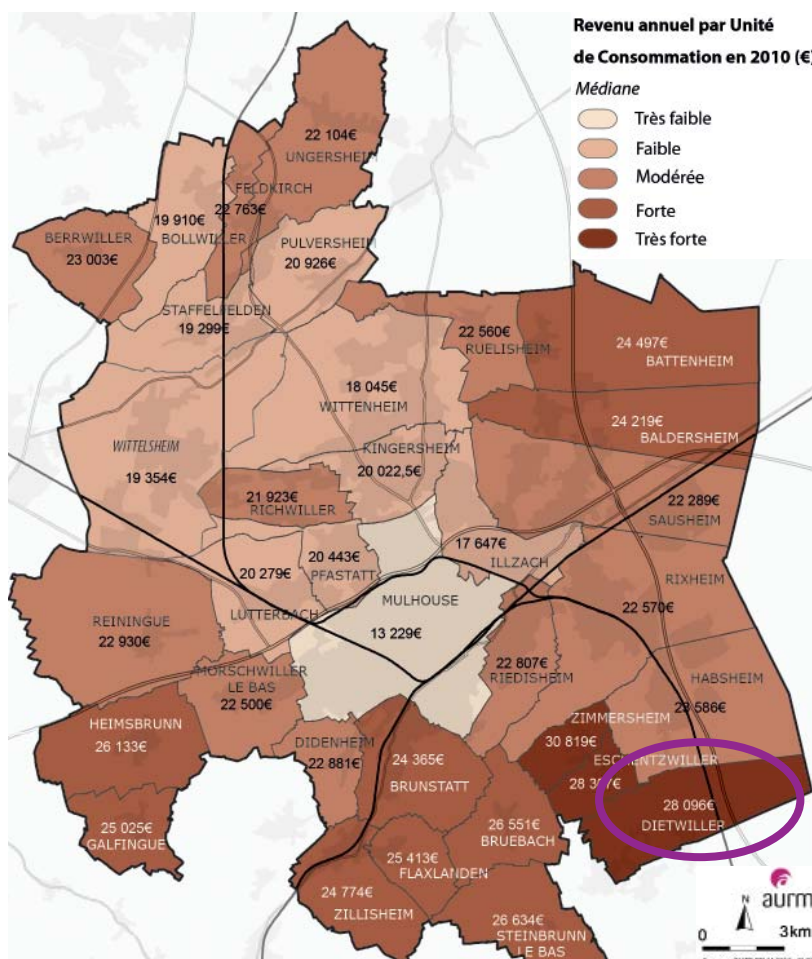 Revenu annuel par Unité
de Consommation en 2010 (€)
Médiane
Très faible
Faible
Modérée
Forte
Très forte
22 104€
UNGERSHEIM
FELDKIRCH
22 763€
19 910€
BOLLWILLER
BERRWILLER
23 003€
PULVERSHEIM
20 926€
STAFFELFELDEN
19 299€
22 560€
RUELISHEIM
24 497€
BATTENHEIM
18 045€
WITTENHEIM
24 219€
BALDERSHEIM
WITTELSHEIM
19 354€
KINGERSHEIM
20 022,5€
21 923€
RICHWILLER
22 289€
SAUSHEIM
17 647€
ILLZACH
20 443€
PFASTATT
20 279€
LUTTERBACH
MULHOUSE
13 229€
RIXHEIM
22 570€
REININGUE
22 930€
MORSCHWILLER
LE BAS
22 500€
22 807€
RIEDISHEIM
HABSHEIM
586€
HEIMSBRUNN
26 133€
DIDENHEIM
22 881€
24 365€
BRUNSTATT
ZIMMERSHEIM
30 819€
ESCHENTZWILLER
28 096€
DIETWILLER
25 025€
GALFINGUE
26 551€
BRUEBACH
25 413€
FLAXLANDEN
24 774€
ZILLISHEIM
26 634€
STEINBRUNN
LE BAS
N
aurm
0 3km